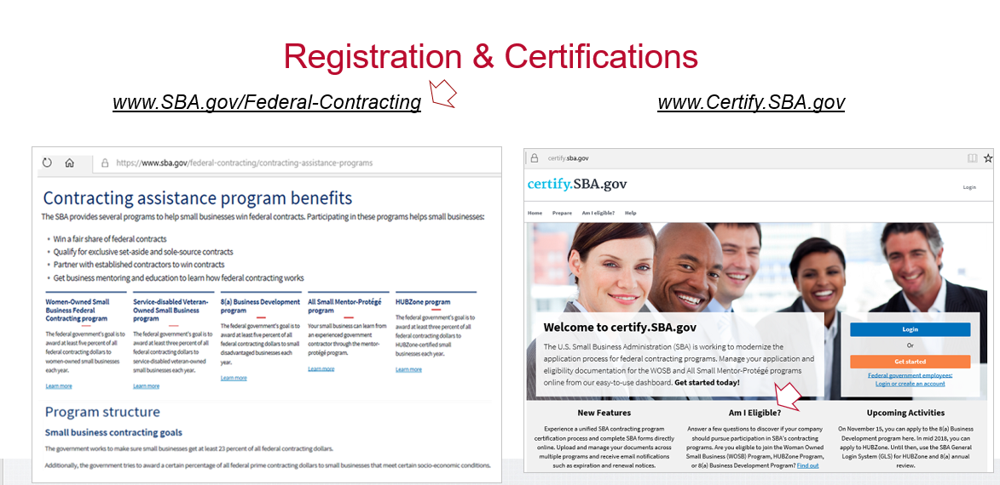 Registration & Certifications
www.SBA.gov/Federal-Contracting
www.Certify.SBA.gov
https://www.sba.gov/federal-contracting/contracting-assistance-programs
Contracting assistance program benefits
The SBA provides several programs to help small businesses win federal contracts. Participating in these programs helps small businesses:
• Win a fair share of federal contracts
• Qualify for exclusive set-aside and sole-source contracts
• Partner with established contractors to win contracts
• Get business mentoring and education to learn how federal contracting works
Women-Owned Small
Business Federal
Contracting program
The federal government's goal is to
award at least five percent of all
federal contracting dollars to
women-owned small businesses
each year.
Learn more
Service-disabled Veteran-
Owned Small Business
program
The federal government's goal is to
award at least three percent of all
federal contracting dollars to
service-disabled veteran-owned
small businesses each year.
Learn more
8(a) Business Development
program
The federal government's goal is to
award at least five percent of all
federal contracting dollars to small
disadvantaged businesses each
year.
Learn more
All Small Mentor-Protégé
program
Your small business can learn from
an experienced government
contractor through the mentor-
protégé program.
Learn more
HUBZone program
The federal government's goal is to
award at least three percent of all
federal contracting dollars to
HUBZone-certified small
businesses each year.
Learn more
Program structure
Small business contracting goals
The government works to make sure small businesses get at least 23 percent of all federal contracting dollars.
Additionally, the government tries to award a certain percentage of all federal prime contracting dollars to small businesses that meet certain socio-economic conditions.
certify.sba.gov
certify.SBA.gov
Login
Home Prepare Am I eligible? Help
Welcome to certify.SBA.gov
The U.S. Small Business Administration (SBA) is working to modernize the
application process for federal contracting programs. Manage your application and
eligibility documentation for the WOSB and All Small Mentor-Protégé programs
online from our easy-to-use dashboard. Get started today!
Login
Or
Get started
Federal government employees:
Login or create an account
New Features
Experience a unified SBA contracting program
certification process and complete SBA forms directly
online. Upload and manage your documents across
multiple programs and receive email notifications
such as expiration and renewal notices.
Am I Eligible?
Answer a few questions to discover if your company
should pursue participation in SBA's contracting
programs. Are you eligible to join the Woman Owned
Small Business (WOSB) Program, HUBZone Program,
or 8(a) Business Development Program? Find out
Upcoming Activities
On November 15, you can apply to the 8(a) Business
Development program here. In mid 2018, you can
apply to HUBZone. Until then, use the SBA General
Login System (GLS) for HUBZone and 8(a) annual
review.